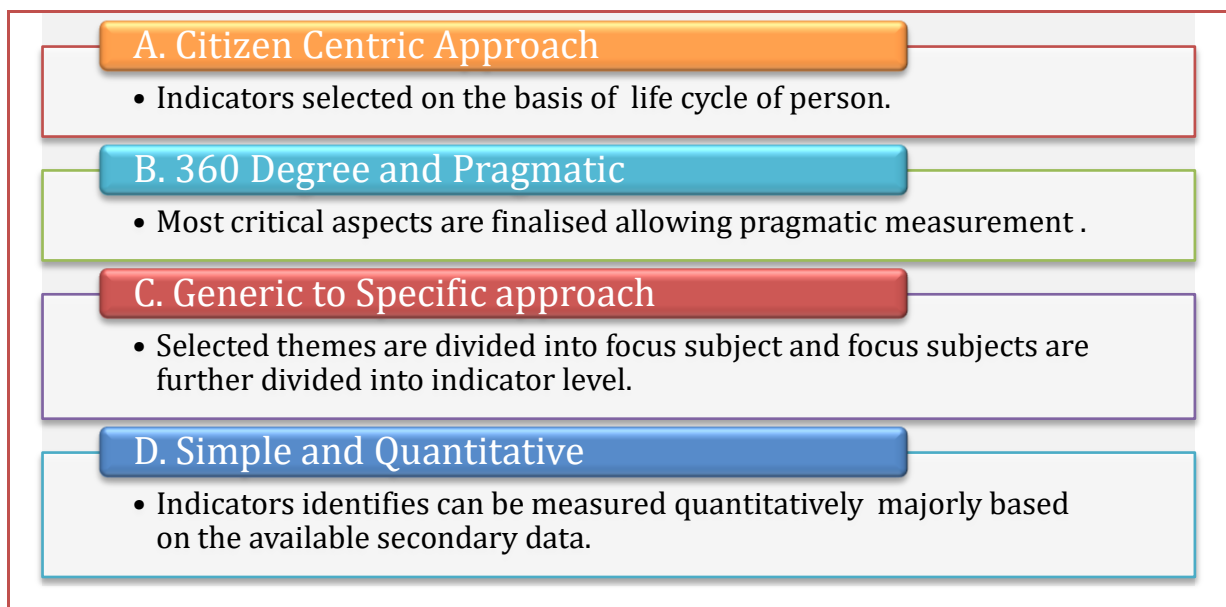 A. Citizen Centric Approach
• Indicators selected on the basis of life cycle of person.
B. 360 Degree and Pragmatic
• Most critical aspects are finalised allowing pragmatic measurement .
C. Generic to Specific approach
• Selected themes are divided into focus subject and focus subjects are
further divided into indicator level.
D. Simple and Quantitative
• Indicators identifies can be measured quantitatively majorly based
on the available secondary data.